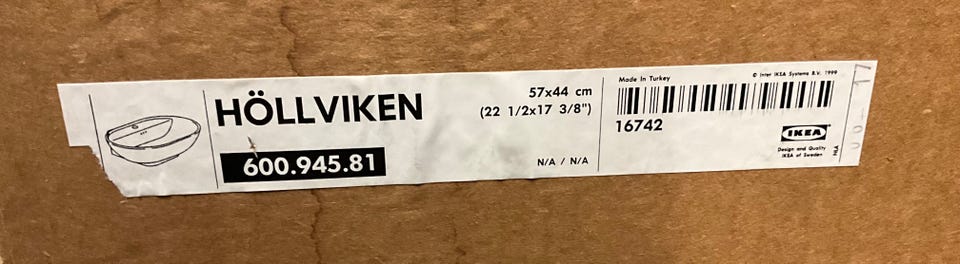 HÖLLVIKEN
600.945.81
57x44 cm
(22 1/2x17 3/8")
N/A / N/A
Made in Turkey
© Inter IKEA Systems B.V. 1999
16742
IKEA
Design and Quality
IKEA of Sweden